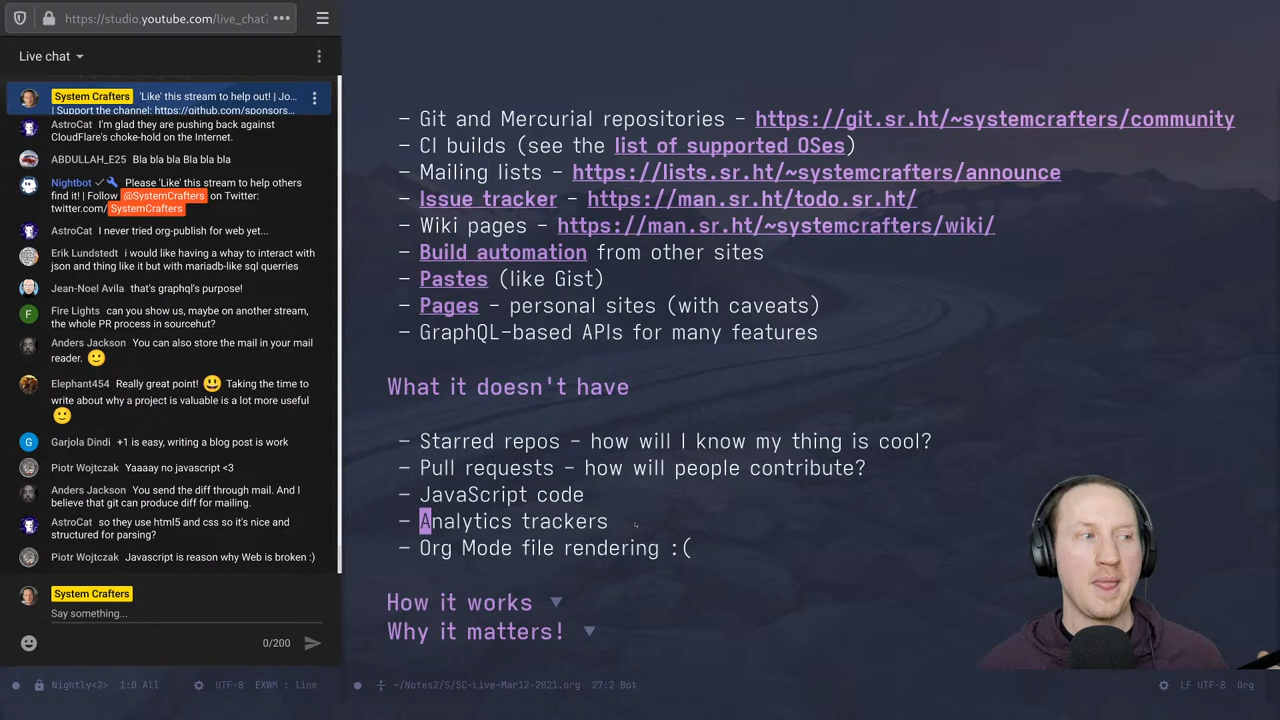 https://studio.youtube.com/live_chat?
Live chat
System Crafters 'Like' this stream to help out! | Jo...
| Support the channel: https://github.com/sponsors...
AstroCat I'm glad they are pushing back against
CloudFlare's choke-hold on the Internet.
ABDULLAH_E25 Bla bla bla Bla bla bla
Nightbot Please 'Like' this stream to help others
find it! | Follow @SystemCrafters on Twitter:
twitter.com/ SystemCrafters
AstroCat I never tried org-publish for web yet...
Erik Lundstedt i would like having a whay to interact with
json and thing like it but with mariadb-like sql querries
Jean-Noel Avila that's graphql's purpose!
F Fire Lights can you show us, maybe on another stream,
the whole PR process in sourcehut?
Anders Jackson You can also store the mail in your mail
reader. 🙂
Elephant454 Really great point! 😃 Taking the time to
write about why a project is valuable is a lot more useful
🙂
G Garjola Dindi +1 is easy, writing a blog post is work
Piotr Wojtczak Yaaaay no javascript <3
Anders Jackson You send the diff through mail. And I
believe that git can produce diff for mailing.
AstroCat so they use html5 and css so it's nice and
structured for parsing?
Piotr Wojtczak Javascript is reason why Web is broken :)
System Crafters
Say something...
0/200
Nightly<2> 1:0 All UTF-8 EXWM : line
– Git and Mercurial repositories – https://git.sr.ht/~systemcrafters/community
– CI builds (see the list of supported OSes)
– Mailing lists – https://lists.sr.ht/~systemcrafters/announce
– Issue tracker – https://man.sr.ht/todo.sr.ht/
– Wiki pages – https://man.sr.ht/~systemcrafters/wiki/
– Build automation from other sites
– Pastes (like Gist)
– Pages – personal sites (with caveats)
– GraphQL-based APIs for many features
What it doesn't have
– Starred repos – how will I know my thing is cool?
– Pull requests – how will people contribute?
– JavaScript code
– Analytics trackers
– Org Mode file rendering :(
How it works ▼
Why it matters! ▼
~/Notes2/S/SC-Live-Mar12-2021.org 27:2 Bot LF UTF-8 Org